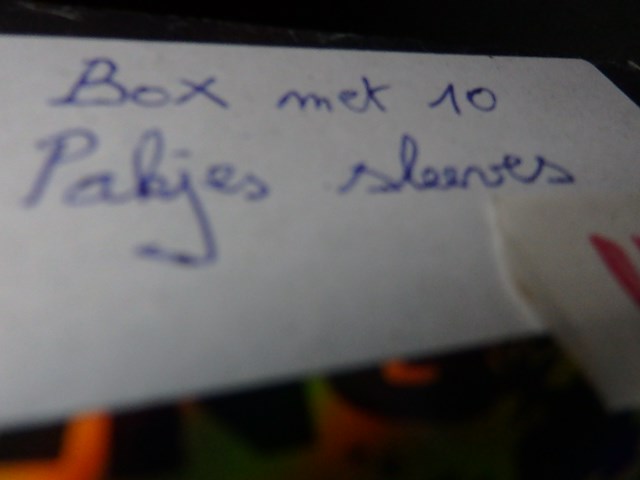 Box met 10
Pakjes sleeves